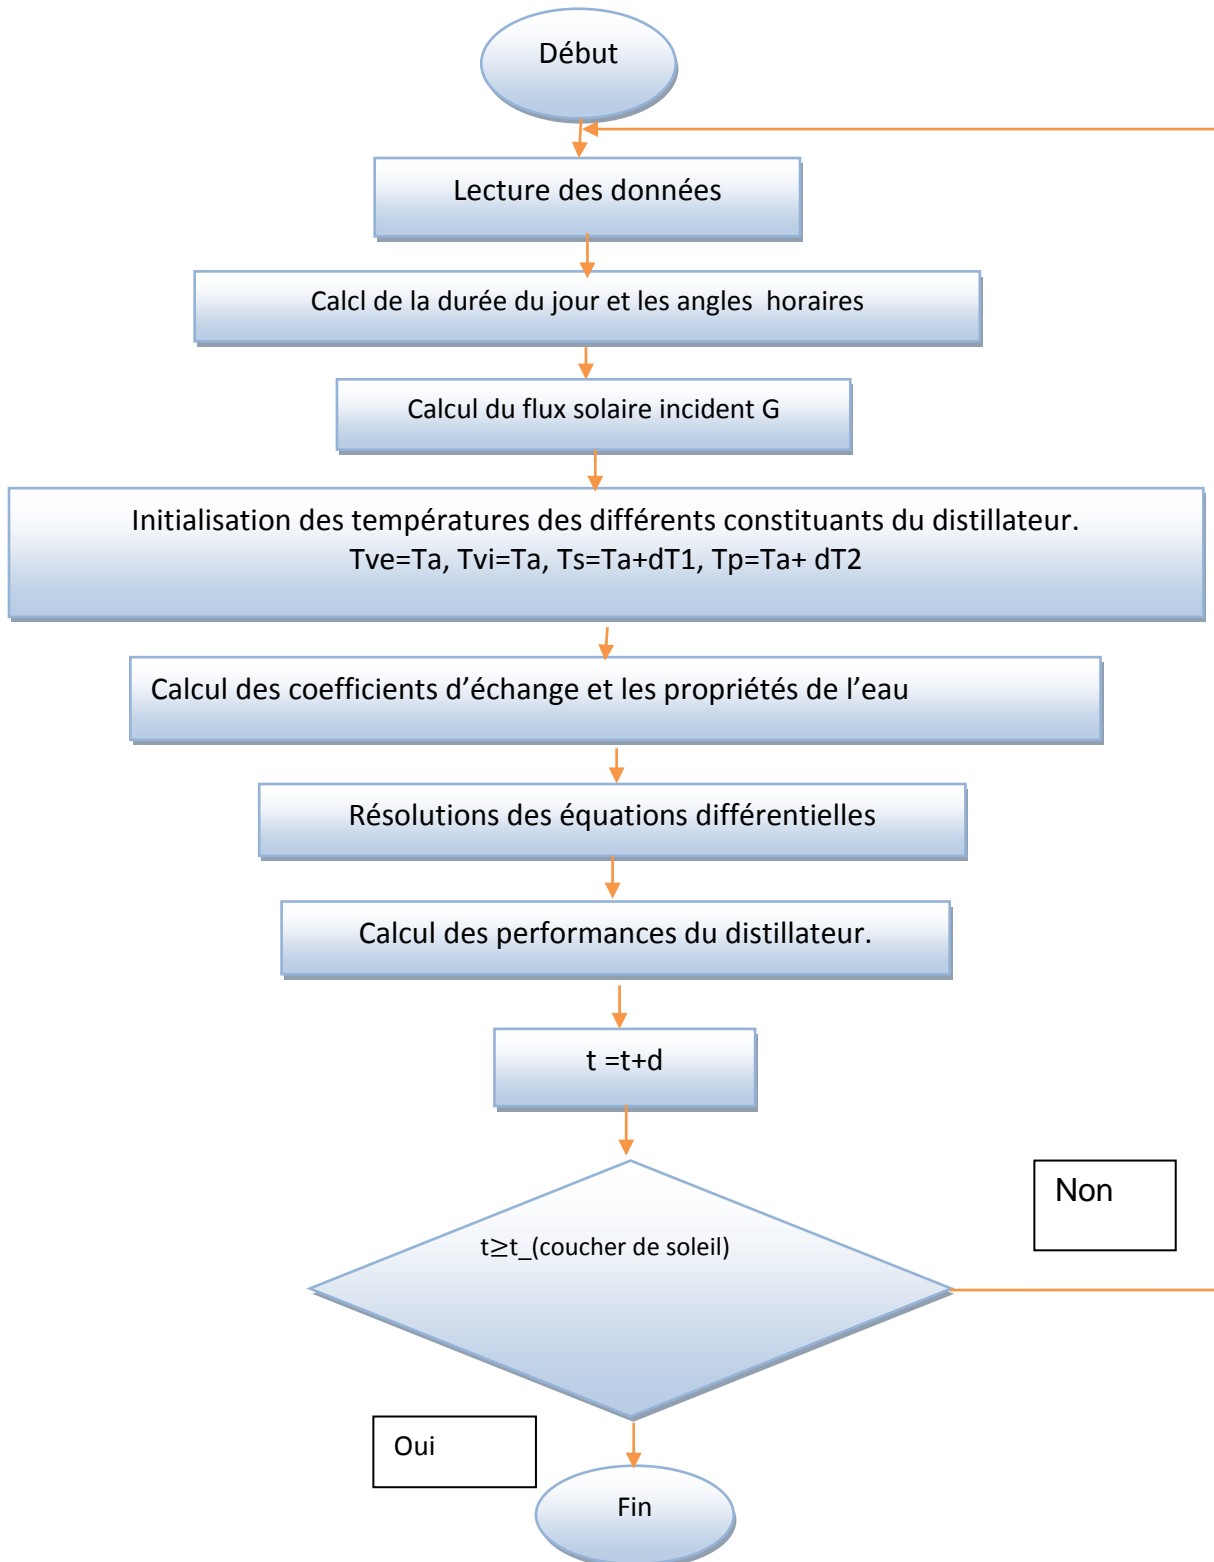 Début
Lecture des données
Calcl de la durée du jour et les angles  horaires
Calcul du flux solaire incident G
Initialisation des températures des différents constituants du distillateur.
Tve=Ta, Tvi=Ta, Ts=Ta+dT1, Tp=Ta+ dT2
Calcul des coefficients d’échange et les propriétés de l’eau
Résolutions des équations différentielles
Calcul des performances du distillateur.
t =t+d
Non
t≥t_(coucher de soleil)
Oui
Fin